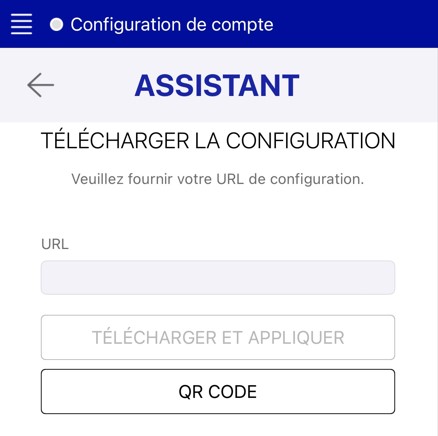 Configuration de compte
ASSISTANT
TÉLÉCHARGER LA CONFIGURATION
Veuillez fournir votre URL de configuration.
URL
TÉLÉCHARGER ET APPLIQUER
QR CODE